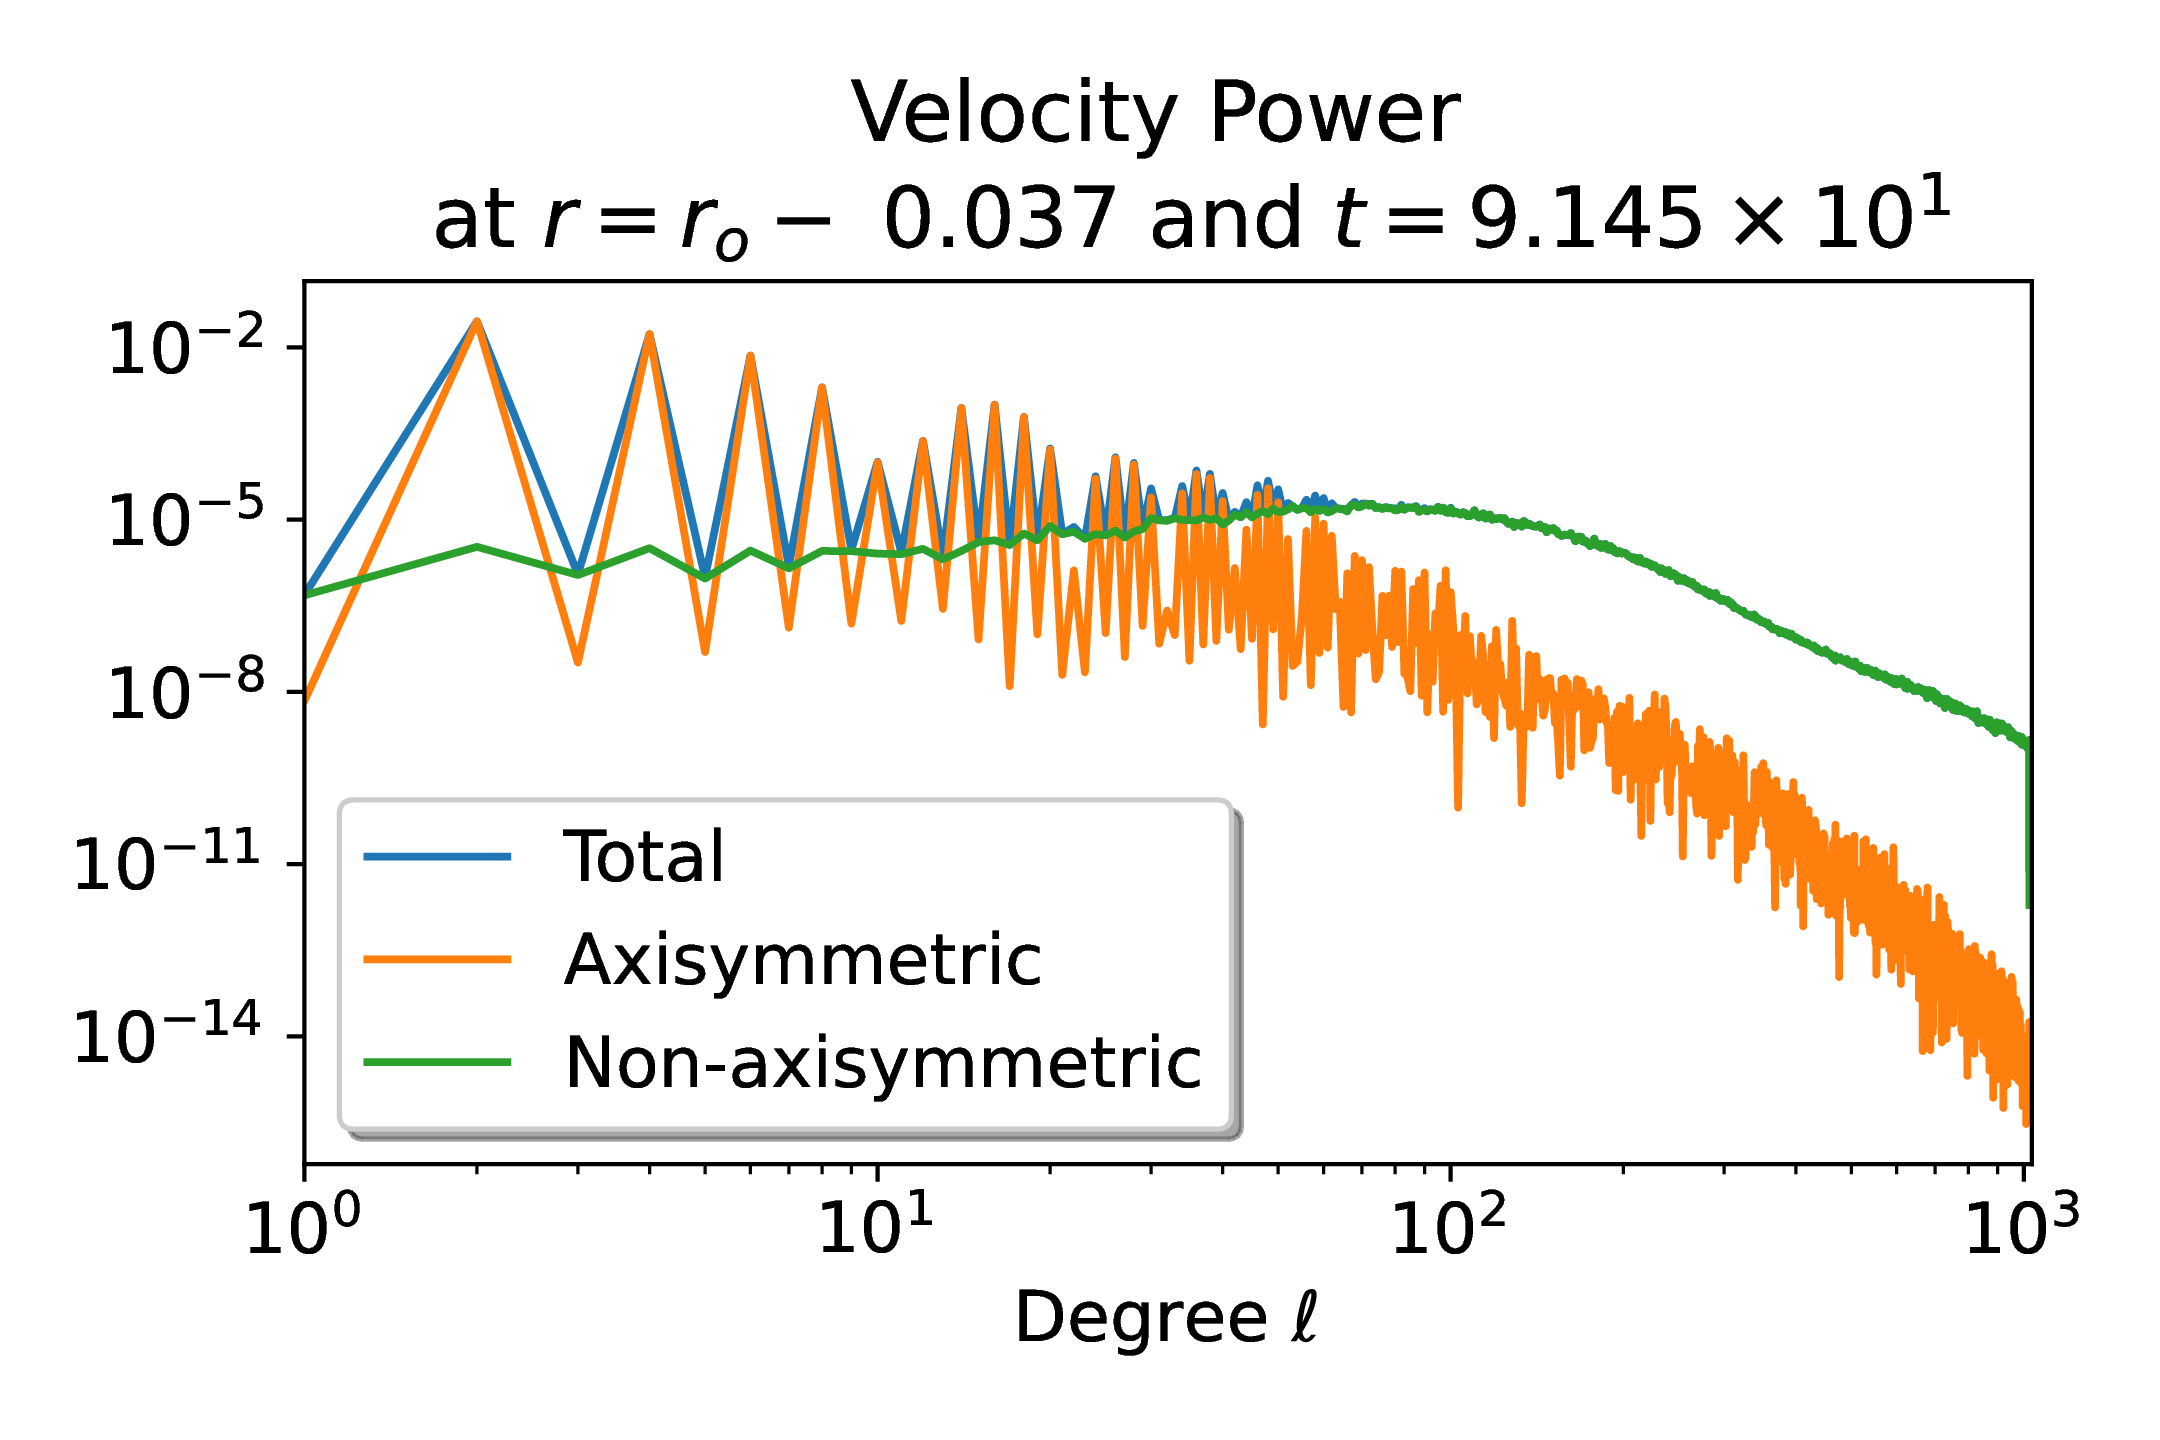 Velocity Power
at r = r_o − 0.037 and t = 9.145 × 10^1
10^−2
10^−5
10^−8
10^−11
10^−14
Total
Axisymmetric
Non-axisymmetric
10^0 10^1 10^2 10^3
Degree ℓ